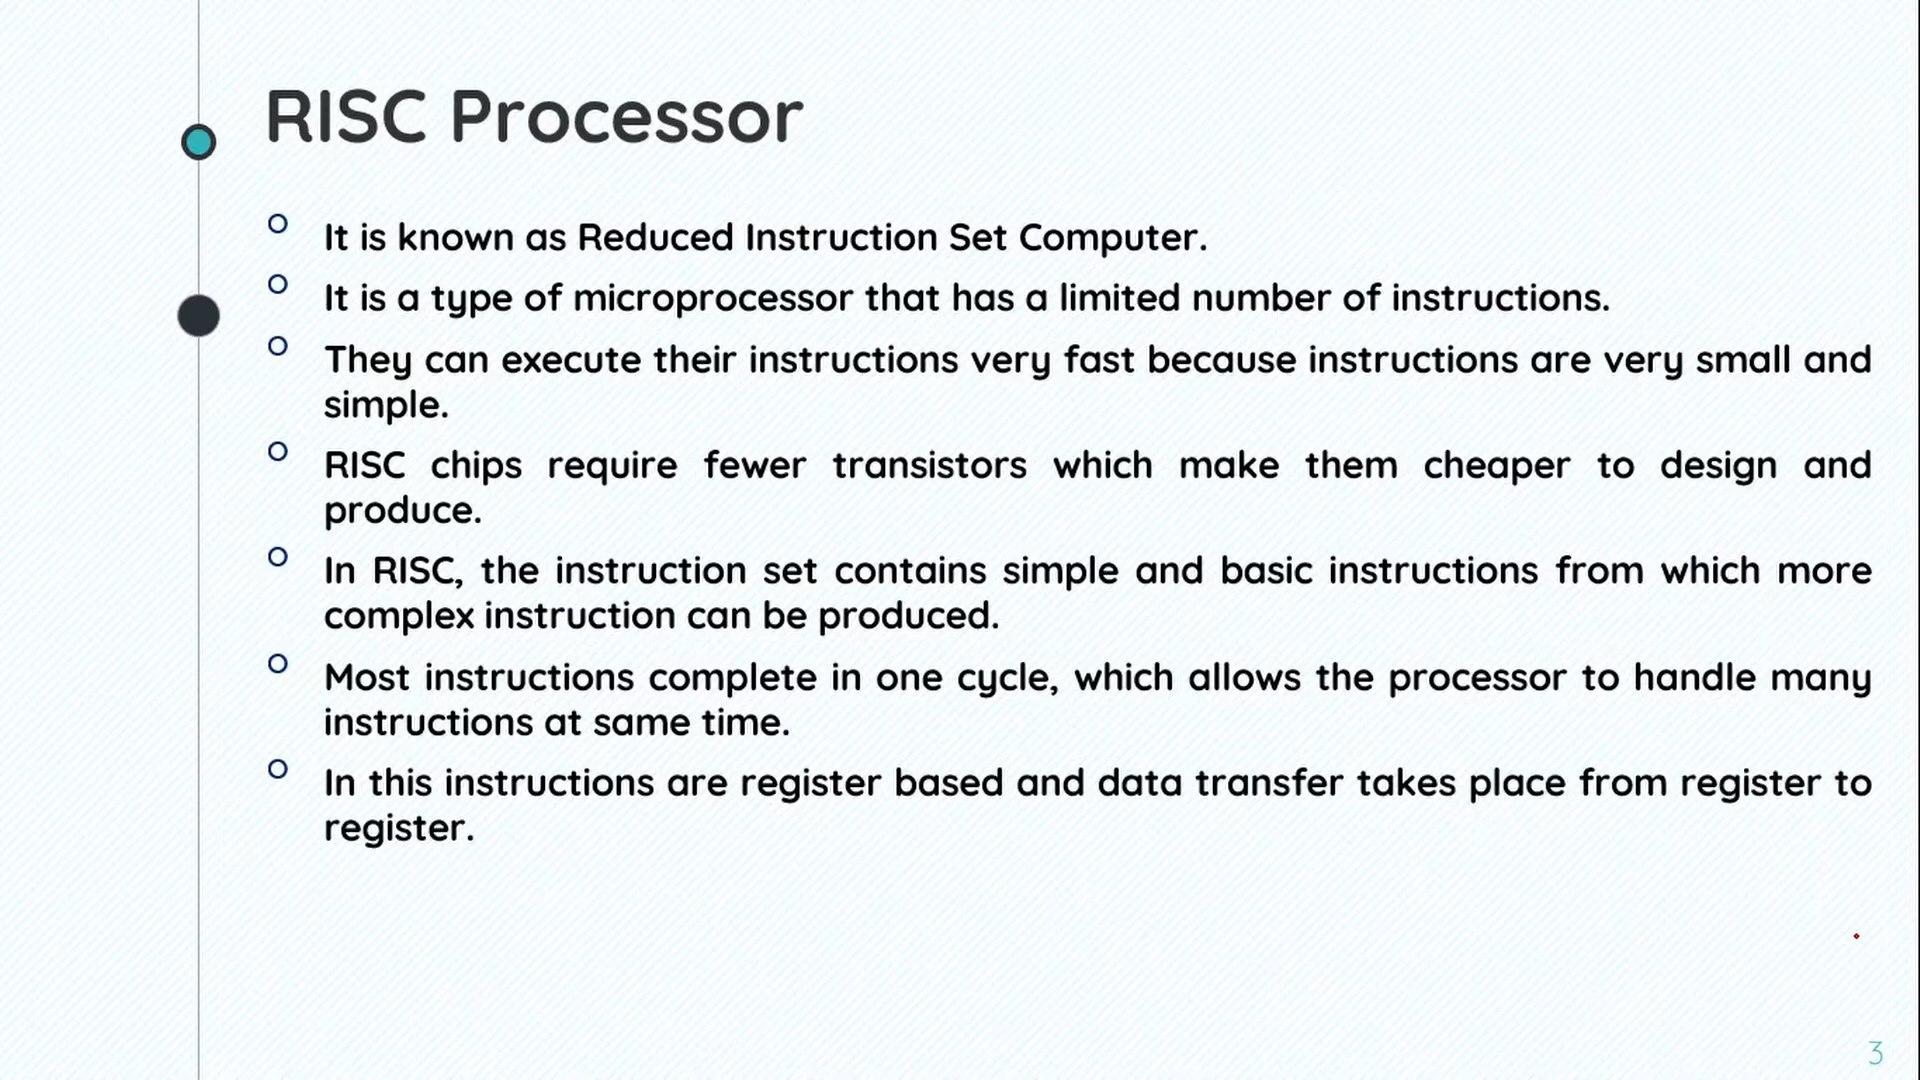 RISC Processor
It is known as Reduced Instruction Set Computer.
It is a type of microprocessor that has a limited number of instructions.
They can execute their instructions very fast because instructions are very small and
simple.
RISC chips require fewer transistors which make them cheaper to design and
produce.
In RISC, the instruction set contains simple and basic instructions from which more
complex instruction can be produced.
Most instructions complete in one cycle, which allows the processor to handle many
instructions at same time.
In this instructions are register based and data transfer takes place from register to
register.
3